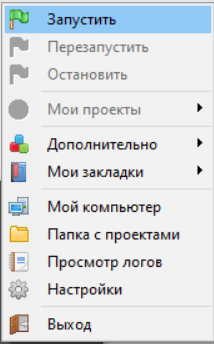 Запустить
Перезапустить
Остановить
Мои проекты
Дополнительно
Мои закладки
Мой компьютер
Папка с проектами
Просмотр логов
Настройки
Выход